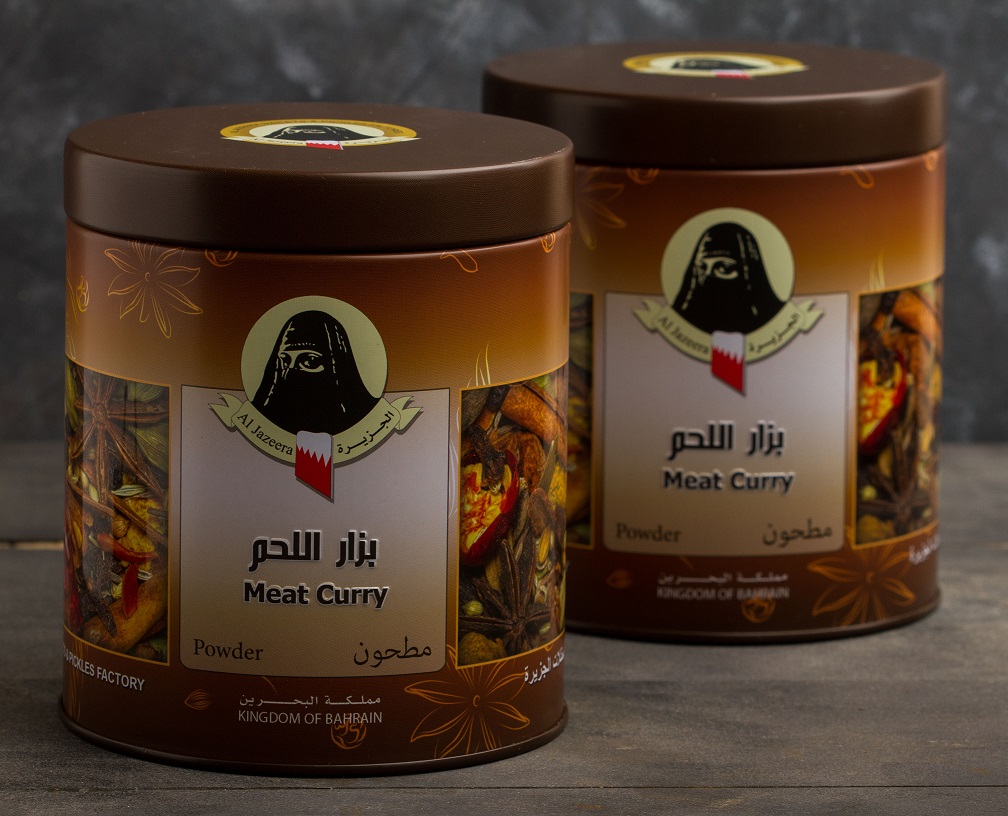 Al Jazeera الجزيرة
بزار اللحم
Meat Curry
Powder مطحون
مملكة البحرين
KINGDOM OF BAHRAIN
& PICKLES FACTORY
الجزيرة
Al Jazeera الجزيرة
بزار اللحم
Meat Curry
Powder مطحون
مملكة البحرين
KINGDOM OF BAHRAIN